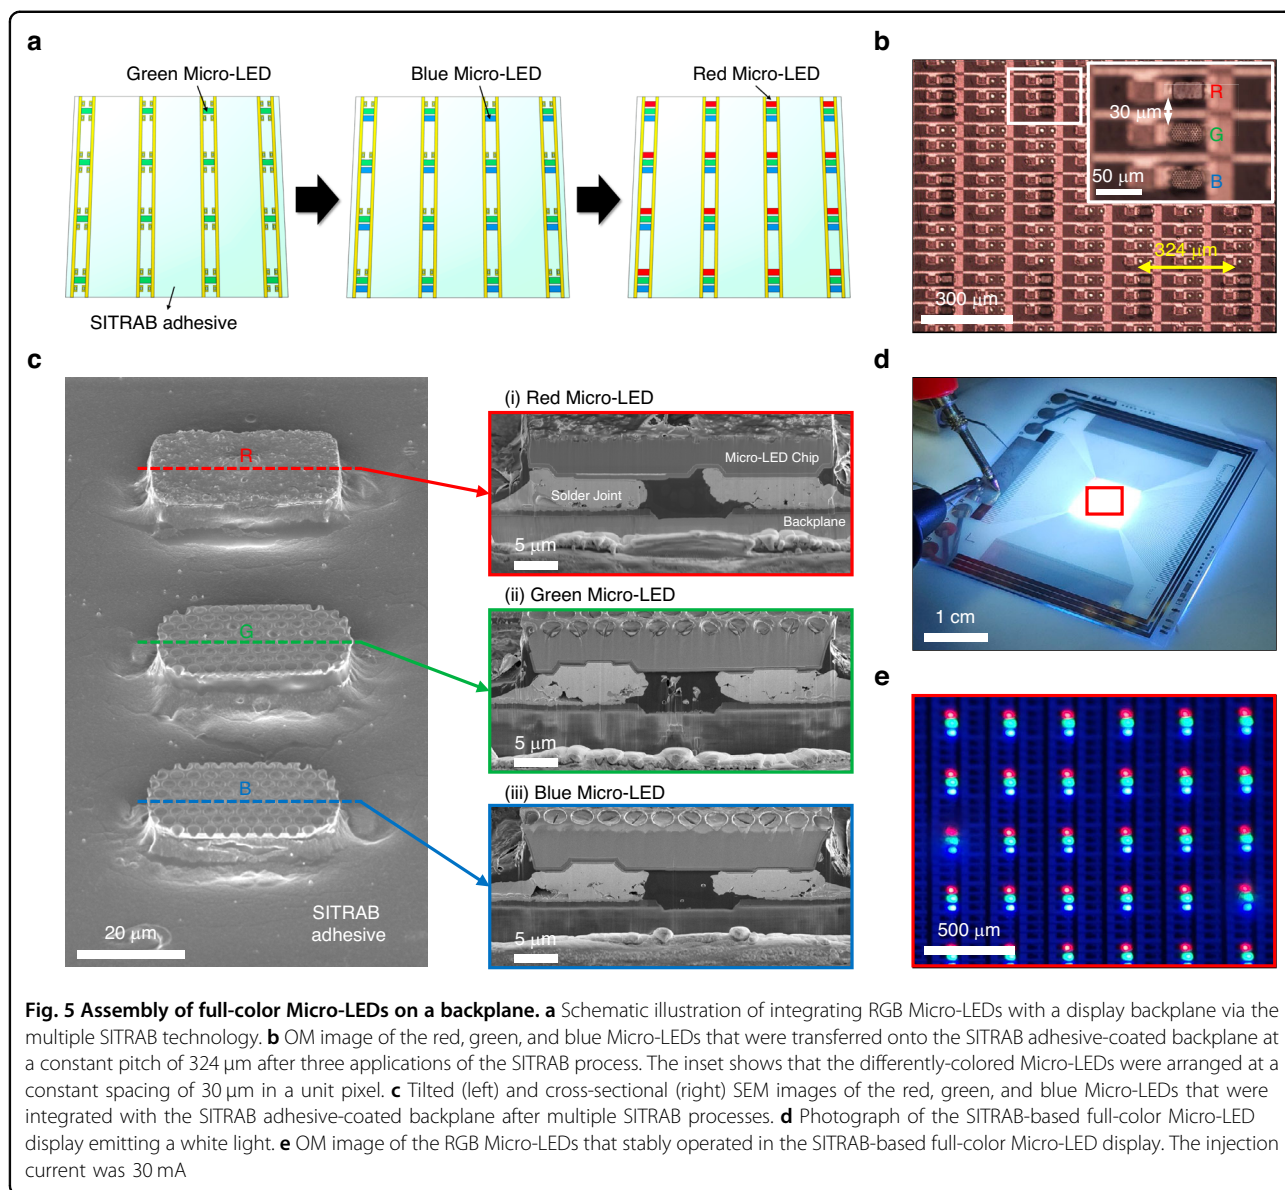 a
Green Micro-LED
Blue Micro-LED
Red Micro-LED
SITRAB adhesive
b
R
30 μm
G
50 μm
B
324 μm
300 μm
c
R
G
B
20 μm
SITRAB
adhesive
(i) Red Micro-LED
Micro-LED Chip
Solder Joint
Backplane
5 μm
(ii) Green Micro-LED
5 μm
(iii) Blue Micro-LED
5 μm
d
1 cm
e
500 μm
Fig. 5 Assembly of full-color Micro-LEDs on a backplane. a Schematic illustration of integrating RGB Micro-LEDs with a display backplane via the
multiple SITRAB technology. b OM image of the red, green, and blue Micro-LEDs that were transferred onto the SITRAB adhesive-coated backplane at
a constant pitch of 324 μm after three applications of the SITRAB process. The inset shows that the differently-colored Micro-LEDs were arranged at a
constant spacing of 30 μm in a unit pixel. c Tilted (left) and cross-sectional (right) SEM images of the red, green, and blue Micro-LEDs that were
integrated with the SITRAB adhesive-coated backplane after multiple SITRAB processes. d Photograph of the SITRAB-based full-color Micro-LED
display emitting a white light. e OM image of the RGB Micro-LEDs that stably operated in the SITRAB-based full-color Micro-LED display. The injection
current was 30 mA